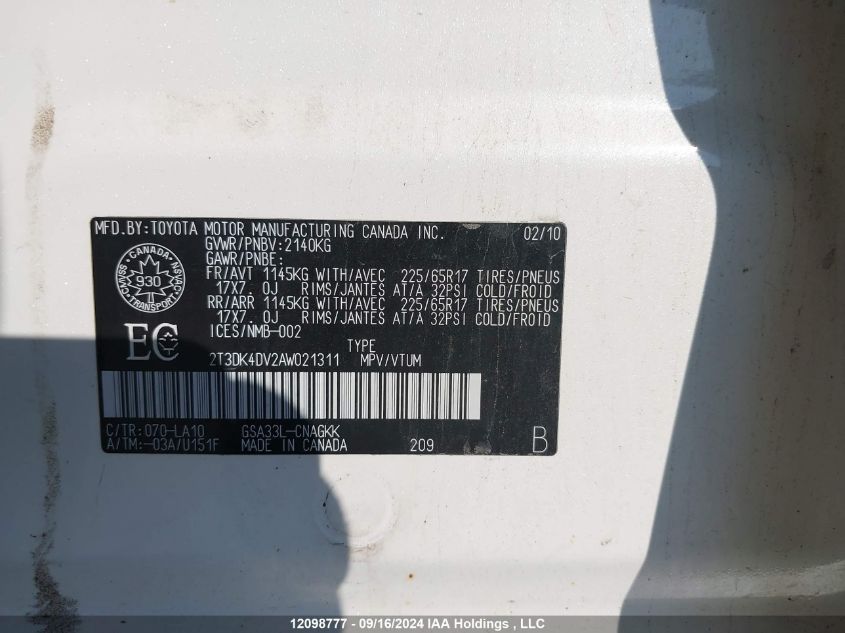 MFD.BY:TOYOTA MOTOR MANUFACTURING CANADA INC. 02/10
GVWR/PNBV:2140KG
GAWR/PNBE:
FR/AVT 1145KG WITH/AVEC 225/65R17 TIRES/PNEUS
17X7.0J RIMS/JANTES AT/A 32PSI COLD/FROID
RR/ARR 1145KG WITH/AVEC 225/65R17 TIRES/PNEUS
17X7.0J RIMS/JANTES AT/A 32PSI COLD/FROID
ICES/NMB-002
CANADA
930
TRANSPORT
EC
TYPE
2T3DK4DV2AW021311 MPV/VTUM
C/TR:070-LA10 GSA33L-CNAGKK
A/TM:-03A/U151F MADE IN CANADA 209 B
12098777 - 09/16/2024 IAA Holdings , LLC